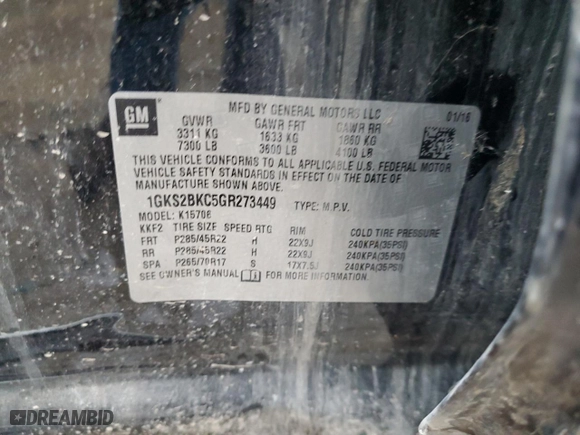 GM
MFD BY GENERAL MOTORS LLC 01/16
GVWR GAWR FRT GAWR RR
3311 KG 1633 KG 1860 KG
7300 LB 3600 LB 4100 LB
THIS VEHICLE CONFORMS TO ALL APPLICABLE U.S. FEDERAL MOTOR
VEHICLE SAFETY STANDARDS IN EFFECT ON THE DATE OF
MANUFACTURE SHOWN ABOVE.
1GKS2BKC5GR273449 TYPE: M.P.V.
MODEL: K15706
KKF2 TIRE SIZE SPEED RTG RIM COLD TIRE PRESSURE
FRT P285/45R22 H 22X9J 240KPA(35PSI)
RR P285/45R22 H 22X9J 240KPA(35PSI)
SPA P265/70R17 S 17X7.5J 240KPA(35PSI)
SEE OWNER'S MANUAL FOR MORE INFORMATION.
DREAMBID